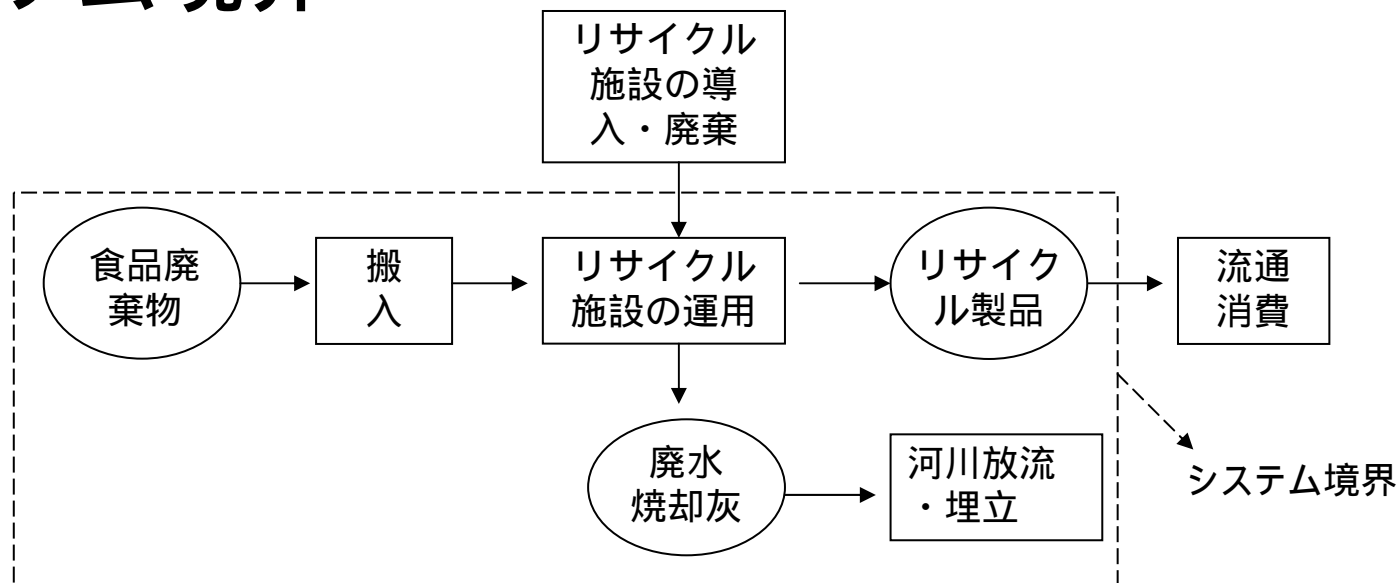 リサイクル
施設の導
入・廃棄
食品廃
棄物
搬
入
リサイクル
施設の運用
リサイク
ル製品
流通
消費
廃水
焼却灰
河川放流
・埋立
システム境界